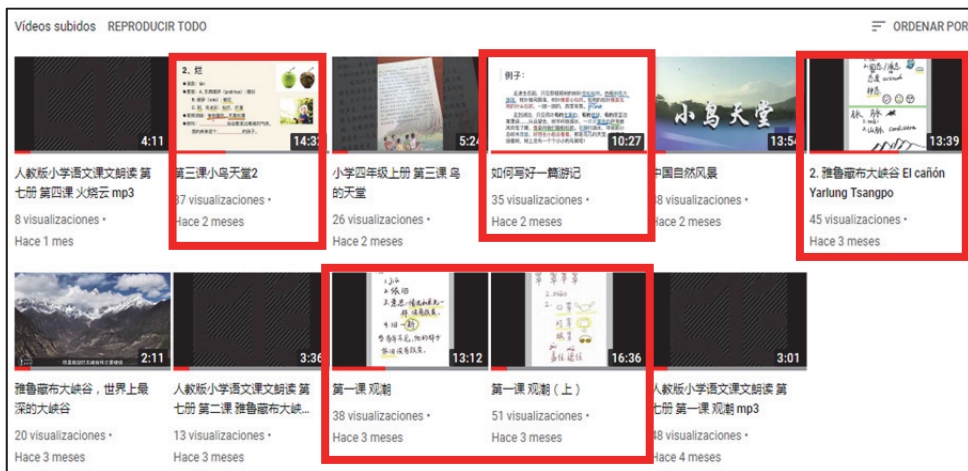 Vídeos subidos REPRODUCIR TODO
ORDENAR POR
4:11
2、烂
14:33
5:24
例子：
10:27
小鸟天堂
13:54
脉 脉
2.山脉
13:39
人教版小学语文课文朗读 第
七册 第四课 火烧云 mp3
8 visualizaciones •
Hace 1 mes
第三课小鸟天堂2
37 visualizaciones •
Hace 2 meses
小学四年级上册 第三课 鸟
的天堂
26 visualizaciones •
Hace 2 meses
如何写好一篇游记
35 visualizaciones •
Hace 2 meses
中国自然风景
38 visualizaciones •
Hace 2 meses
2. 雅鲁藏布大峡谷 El cañón
Yarlung Tsangpo
45 visualizaciones •
Hace 3 meses
2:11
3:36
13:12
16:36
3:01
雅鲁藏布大峡谷，世界上最
深的大峡谷
20 visualizaciones •
Hace 3 meses
人教版小学语文课文朗读 第
七册 第二课 雅鲁藏布大峡...
13 visualizaciones •
Hace 3 meses
第一课 观潮
38 visualizaciones •
Hace 3 meses
第一课 观潮（上）
51 visualizaciones •
Hace 3 meses
人教版小学语文课文朗读 第
七册 第一课 观潮 mp3
48 visualizaciones •
Hace 4 meses